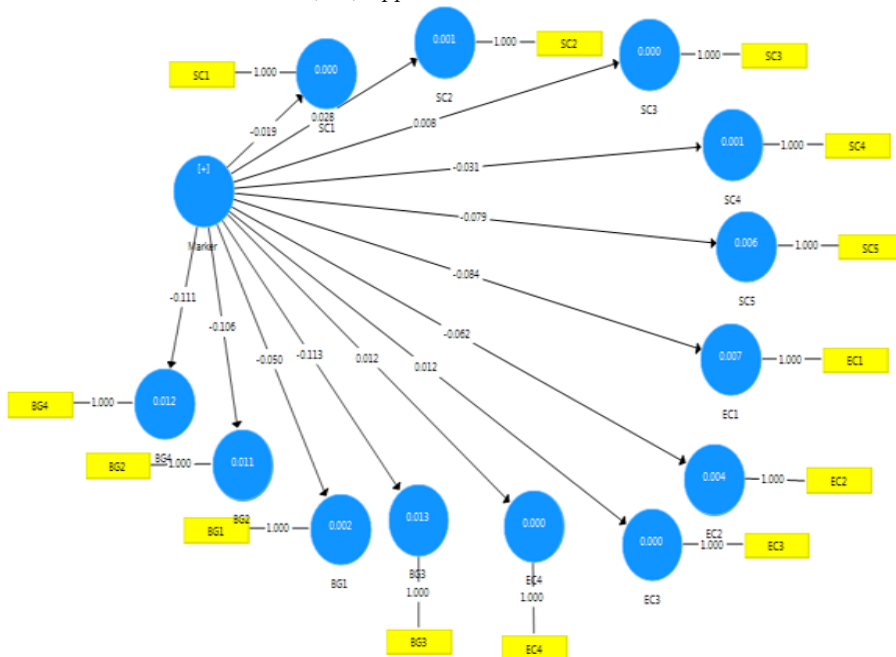 SC1
1.000
0.000
SC1
0.001
1.000
SC2
SC2
0.000
1.000
SC3
SC3
-0.019
0.028
0.008
[+]
Marker
-0.031
0.001
1.000
SC4
SC4
-0.079
0.006
1.000
SC5
SC5
-0.084
0.007
1.000
EC1
EC1
-0.062
0.004
1.000
EC2
EC2
-0.111
-0.106
-0.050
-0.113
0.012
0.012
BG4
1.000
0.012
BG4
BG2
1.000
0.011
BG2
BG1
1.000
0.002
BG1
0.013
BG3
1.000
BG3
0.000
EC4
1.000
EC4
0.000
1.000
EC3
EC3